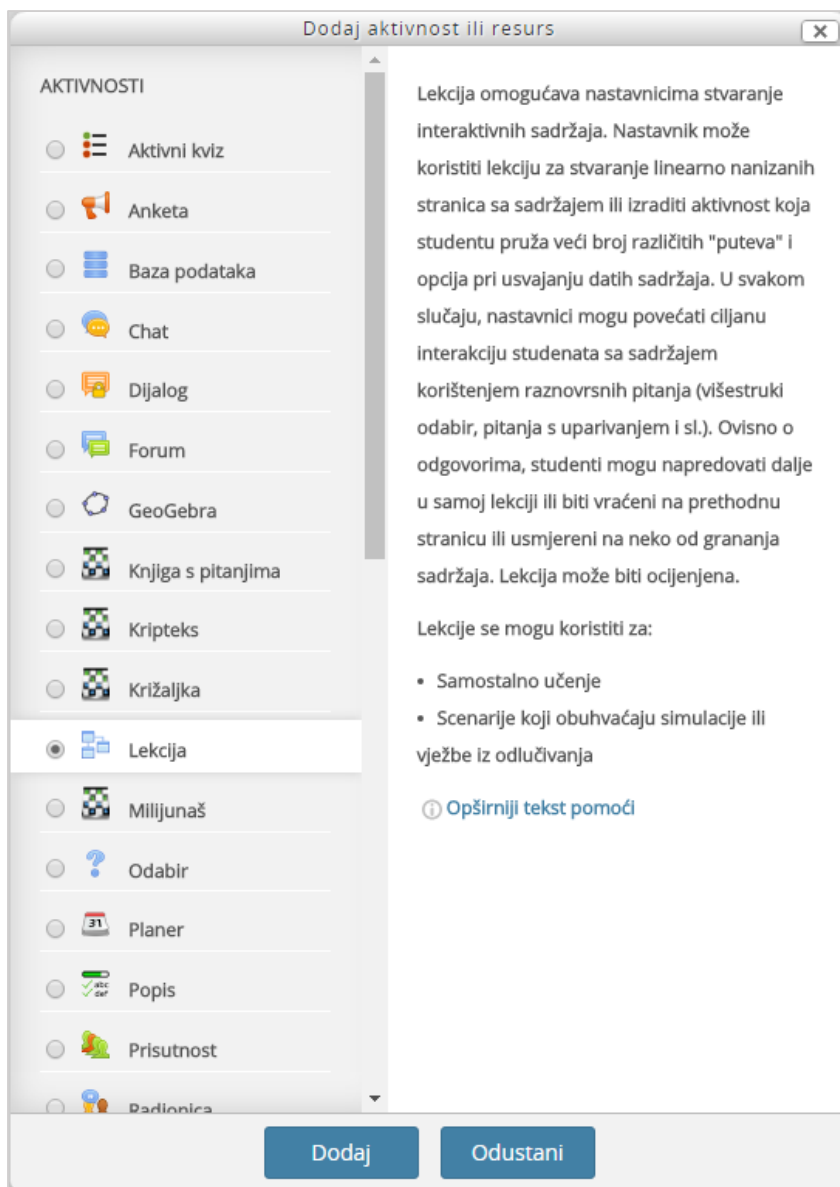 Dodaj aktivnost ili resurs
AKTIVNOSTI
Aktivni kviz
Anketa
Baza podataka
Chat
Dijalog
Forum
GeoGebra
Knjiga s pitanjima
Kripteks
Križaljka
Lekcija
Milijunaš
Odabir
Planer
Popis
Prisutnost
Radionica
Lekcija omogućava nastavnicima stvaranje
interaktivnih sadržaja. Nastavnik može
koristiti lekciju za stvaranje linearno nanizanih
stranica sa sadržajem ili izraditi aktivnost koja
studentu pruža veći broj različitih "puteva" i
opcija pri usvajanju datih sadržaja. U svakom
slučaju, nastavnici mogu povećati ciljanu
interakciju studenata sa sadržajem
korištenjem raznovrsnih pitanja (višestruki
odabir, pitanja s uparivanjem i sl.). Ovisno o
odgovorima, studenti mogu napredovati dalje
u samoj lekciji ili biti vraćeni na prethodnu
stranicu ili usmjereni na neko od grananja
sadržaja. Lekcija može biti ocijenjena.
Lekcije se mogu koristiti za:
• Samostalno učenje
• Scenarije koji obuhvaćaju simulacije ili
vježbe iz odlučivanja
Opširniji tekst pomoći
Dodaj
Odustani